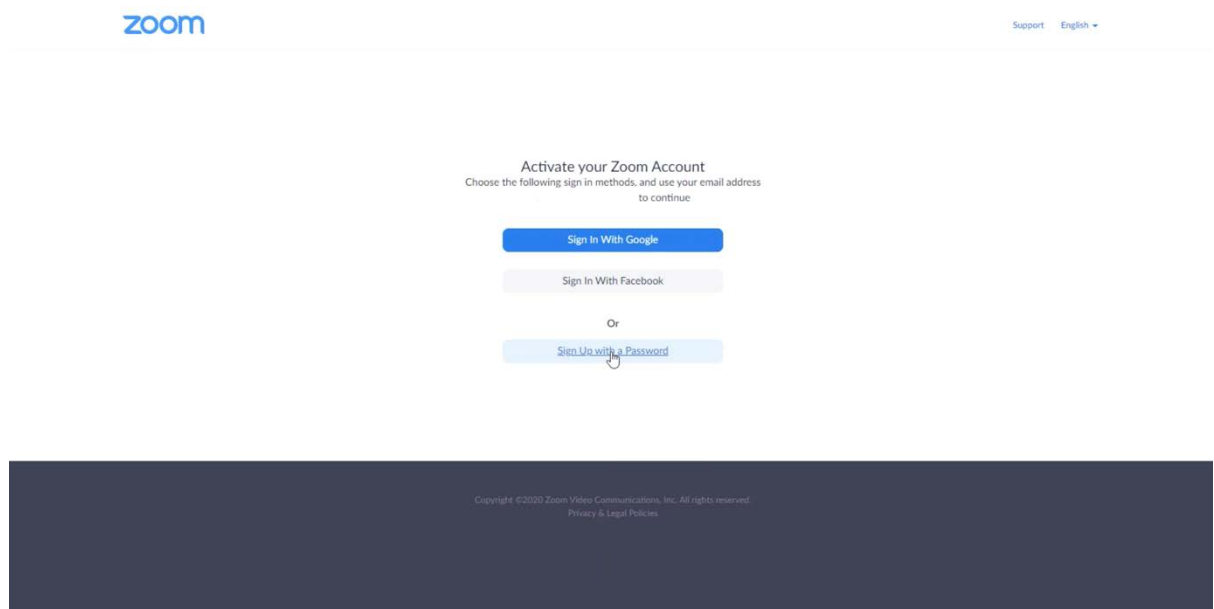 zoom
Support English
Activate your Zoom Account
Choose the following sign in methods, and use your email address
to continue
Sign In With Google
Sign In With Facebook
Or
Sign Up with a Password
Copyright ©2020 Zoom Video Communications, Inc. All rights reserved.
Privacy & Legal Policies